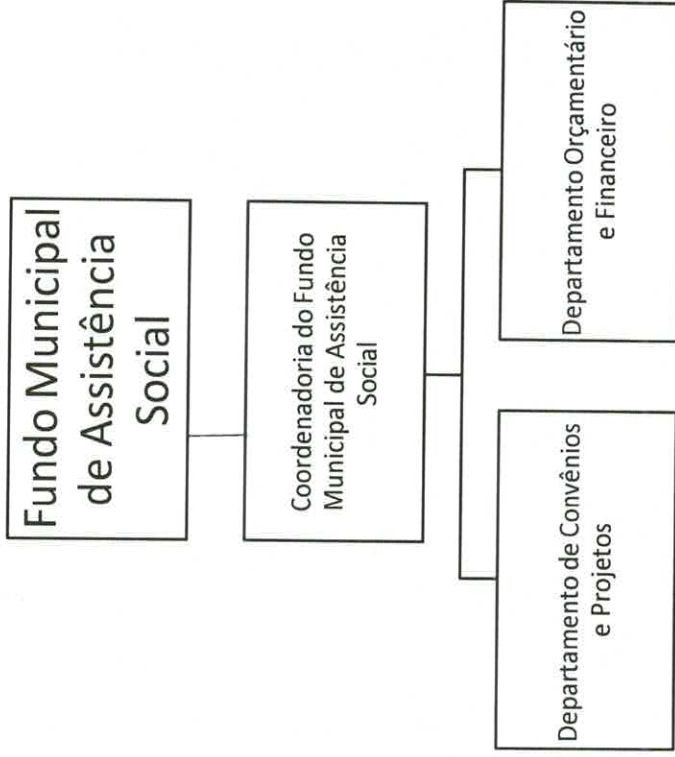 Fundo Municipal
de Assistência
Social
Coordenadoria do Fundo
Municipal de Assistência
Social
Departamento de Convênios
e Projetos
Departamento Orçamentário
e Financeiro